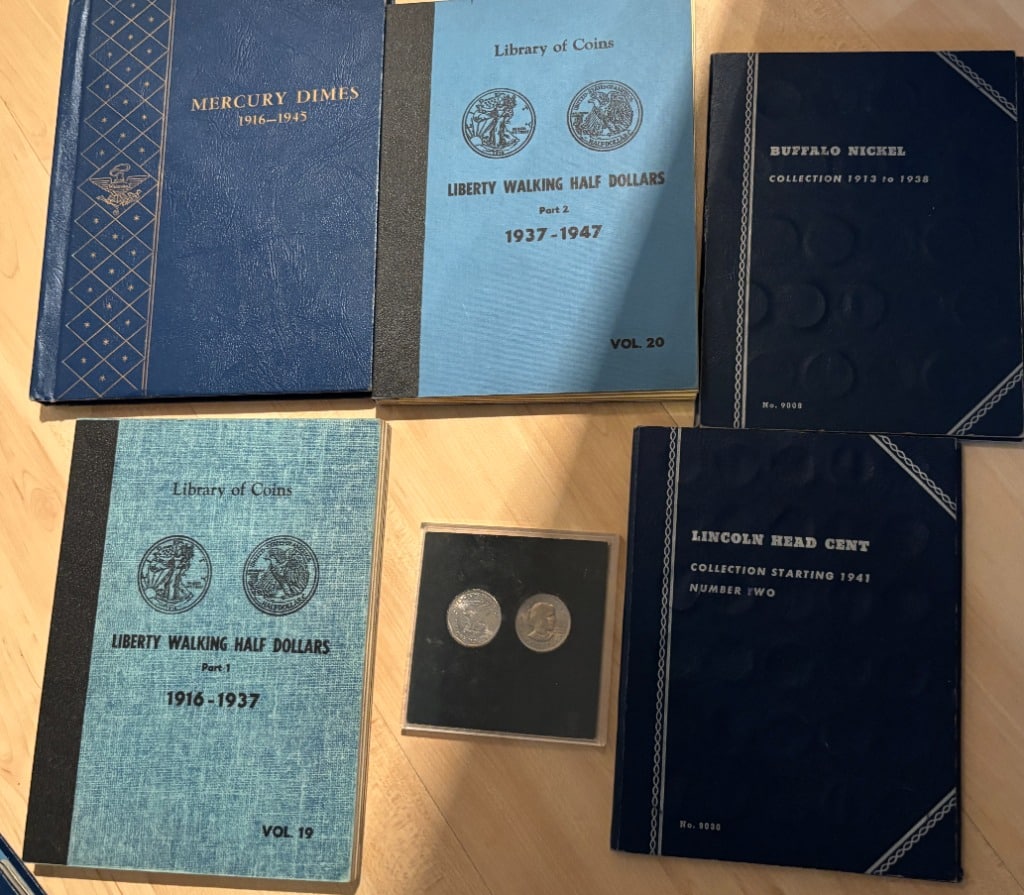 MERCURY DIMES
1916–1945
Library of Coins
LIBERTY WALKING HALF DOLLARS
Part 2
1937-1947
VOL. 20
BUFFALO NICKEL
COLLECTION 1913 to 1938
No. 9008
Library of Coins
LIBERTY WALKING HALF DOLLARS
Part 1
1916-1937
VOL. 19
LINCOLN HEAD CENT
COLLECTION STARTING 1941
NUMBER TWO
No. 9030